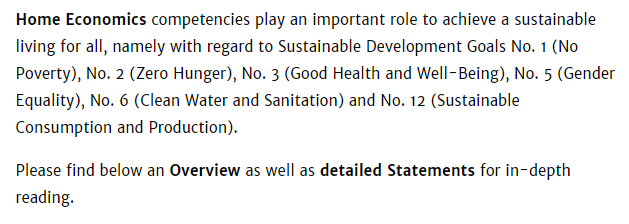 Home Economics competencies play an important role to achieve a sustainable
living for all, namely with regard to Sustainable Development Goals No. 1 (No
Poverty), No. 2 (Zero Hunger), No. 3 (Good Health and Well-Being), No. 5 (Gender
Equality), No. 6 (Clean Water and Sanitation) and No. 12 (Sustainable
Consumption and Production).
Please find below an Overview as well as detailed Statements for in-depth
reading.